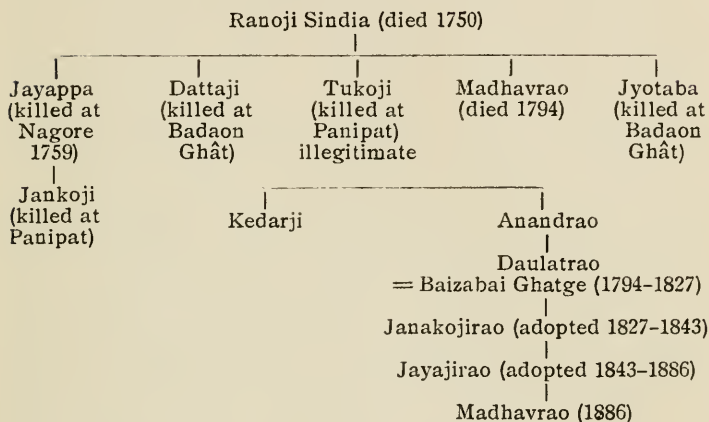 Ranoji Sindia (died 1750)
Jayappa
(killed at
Nagore
1759)
Dattaji
(killed at
Badaon
Ghât)
Tukoji
(killed at
Panipat)
illegitimate
Madhavrao
(died 1794)
Jyotaba
(killed at
Badaon
Ghât)
Jankoji
(killed at
Panipat)
Kedarji
Anandrao
Daulatrao
= Baizabai Ghatge (1794-1827)
Janakojirao (adopted 1827-1843)
Jayajirao (adopted 1843-1886)
Madhavrao (1886)